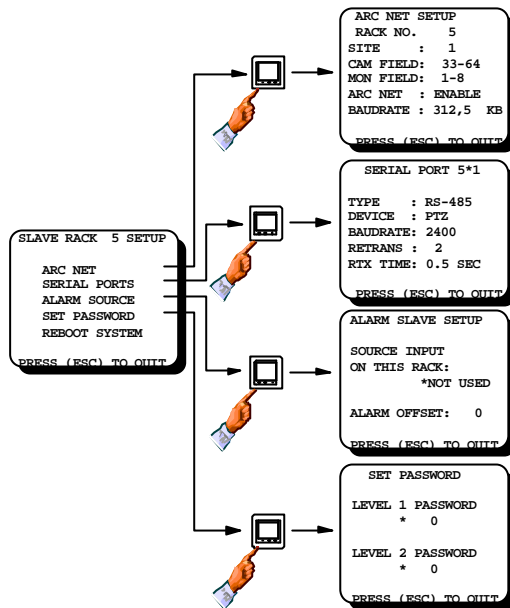 SLAVE RACK 5 SETUP
ARC NET
SERIAL PORTS
ALARM SOURCE
SET PASSWORD
REBOOT SYSTEM
PRESS (ESC) TO QUIT
ARC NET SETUP
RACK NO. 5
SITE : 1
CAM FIELD: 33-64
MON FIELD: 1-8
ARC NET : ENABLE
BAUDRATE : 312,5 KB
PRESS (ESC) TO QUIT
SERIAL PORT 5*1
TYPE : RS-485
DEVICE : PTZ
BAUDRATE: 2400
RETRANS : 2
RTX TIME: 0.5 SEC
PRESS (ESC) TO QUIT
ALARM SLAVE SETUP
SOURCE INPUT
ON THIS RACK:
*NOT USED
ALARM OFFSET: 0
PRESS (ESC) TO QUIT
SET PASSWORD
LEVEL 1 PASSWORD
* 0
LEVEL 2 PASSWORD
* 0
PRESS (ESC) TO QUIT